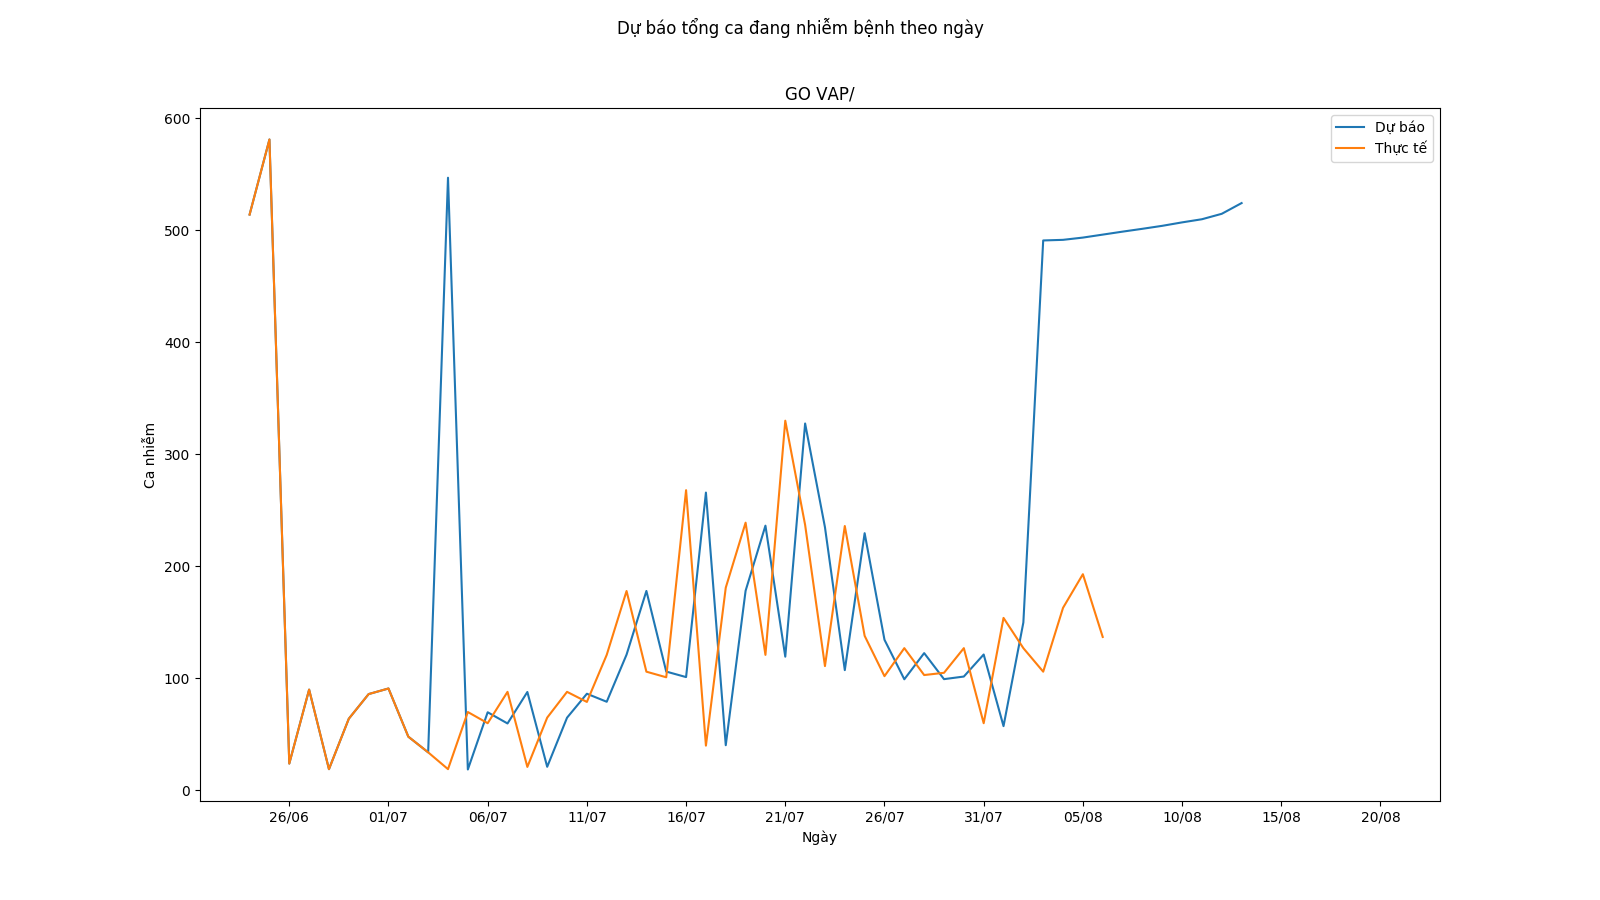 Dự báo tổng ca đang nhiễm bệnh theo ngày
GO VAP/
Dự báo
Thực tế
600
500
400
300
200
100
0
Ca nhiễm
26/06 01/07 06/07 11/07 16/07 21/07 26/07 31/07 05/08 10/08 15/08 20/08
Ngày